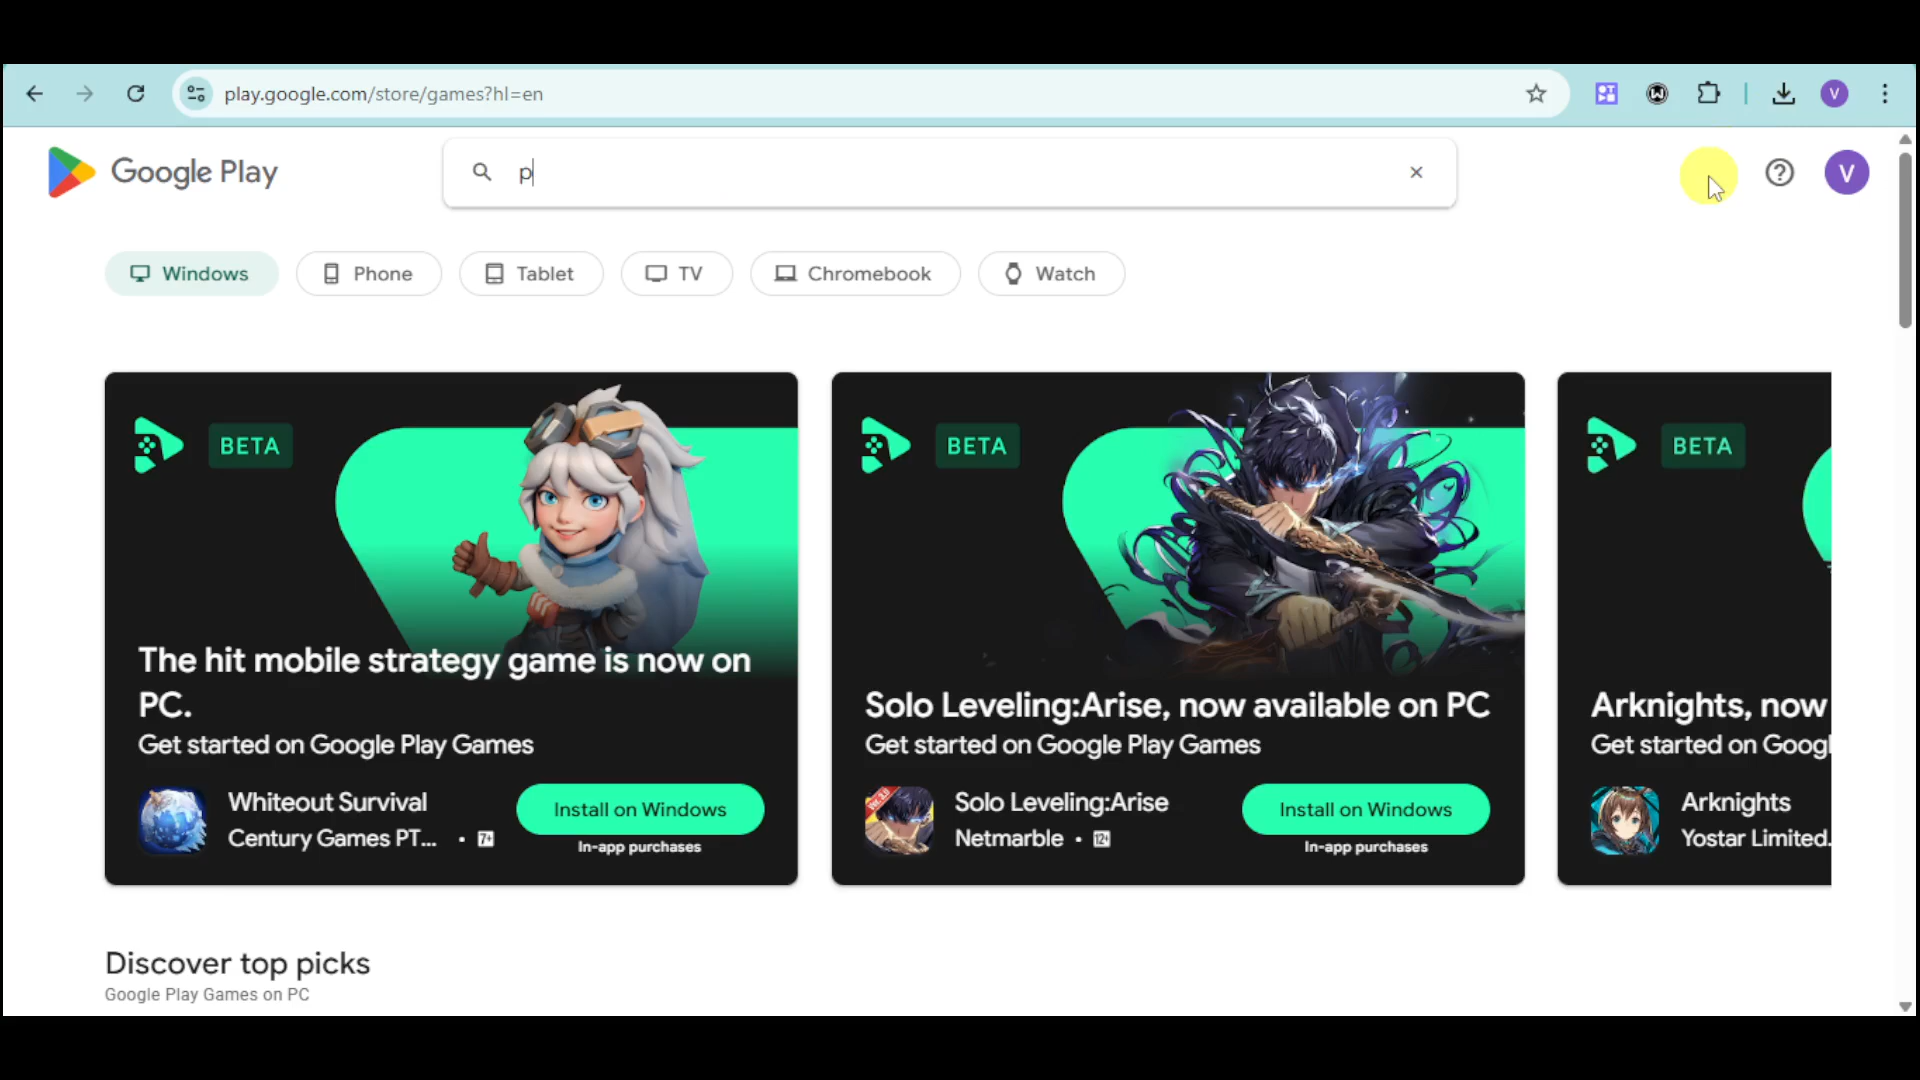 play.google.com/store/games?hl=en
V
Google Play
p
V
Windows
Phone
Tablet
TV
Chromebook
Watch
BETA
The hit mobile strategy game is now on
PC.
Get started on Google Play Games
Whiteout Survival
Century Games PT... • 7+
Install on Windows
In-app purchases
BETA
Solo Leveling:Arise, now available on PC
Get started on Google Play Games
Solo Leveling:Arise
Netmarble • 12+
Install on Windows
In-app purchases
BETA
Arknights, now
Get started on Googl
Arknights
Yostar Limited.
Discover top picks
Google Play Games on PC